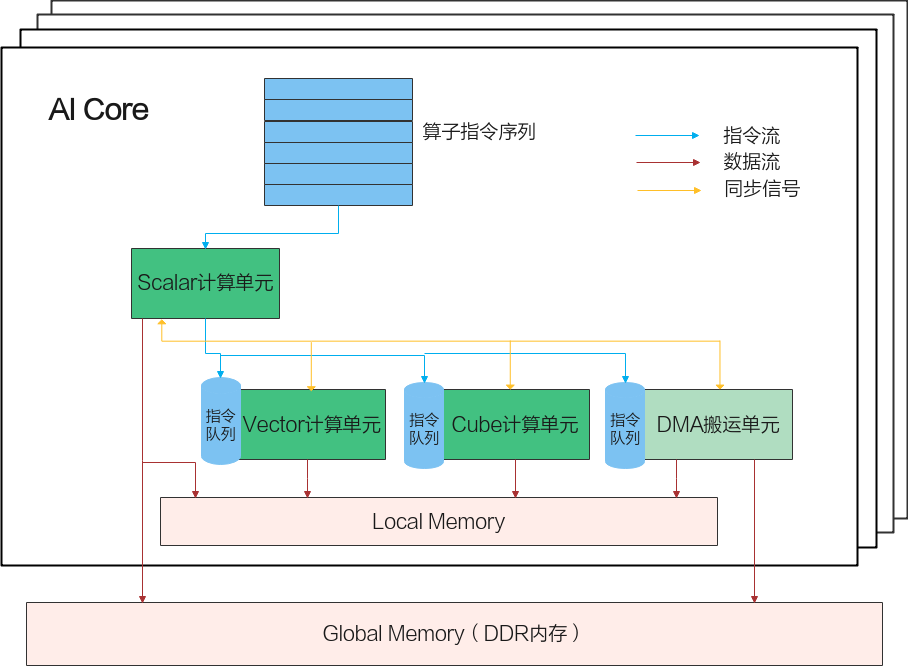 AI Core
算子指令序列
指令流
数据流
同步信号
Scalar计算单元
指令
队列
Vector计算单元
指令
队列
Cube计算单元
指令
队列
DMA搬运单元
Local Memory
Global Memory（DDR内存）